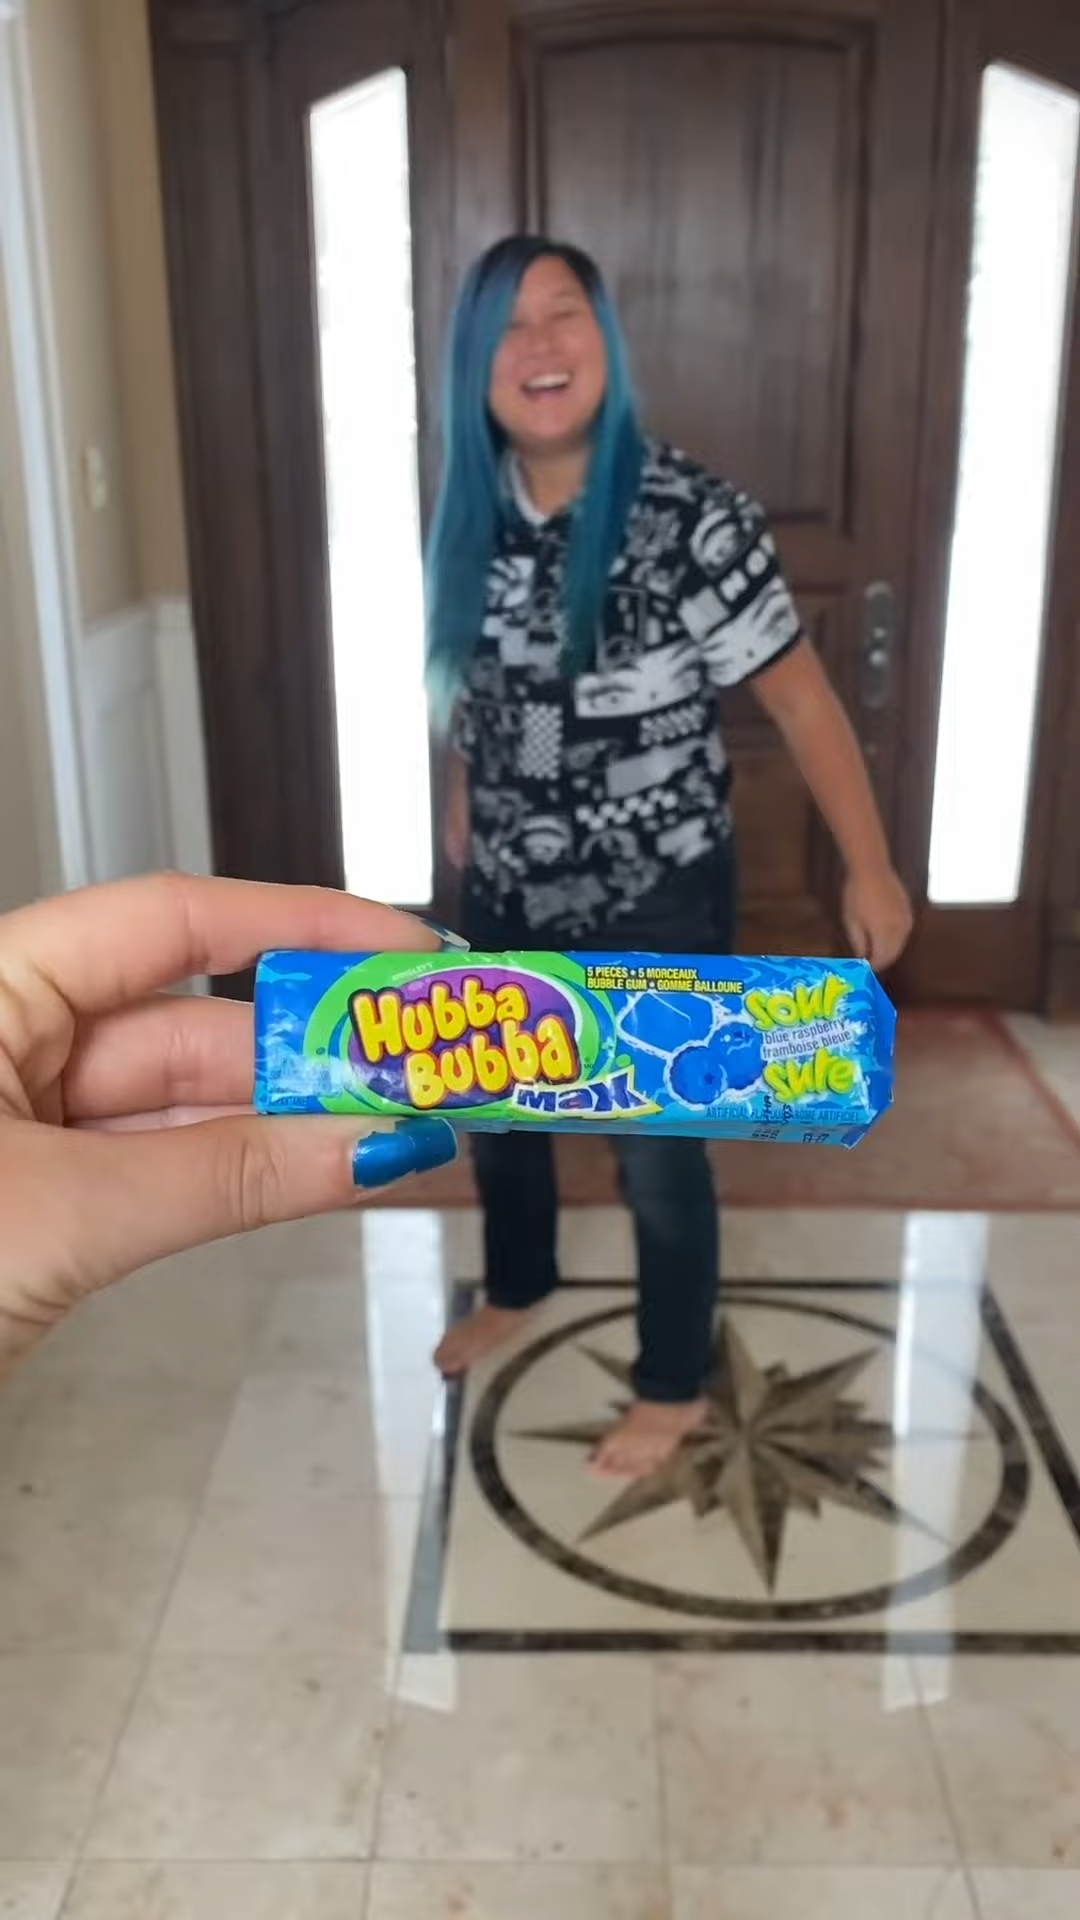 WRIGLEY'S
Hubba
Bubba
Max
5 PIECES • 5 MORCEAUX
BUBBLE GUM • GOMME BALLOUNE
sour
blue raspberry
framboise bleue
sure
ARTIFICIAL FLAVOUR/ARÔME ARTIFICIEL